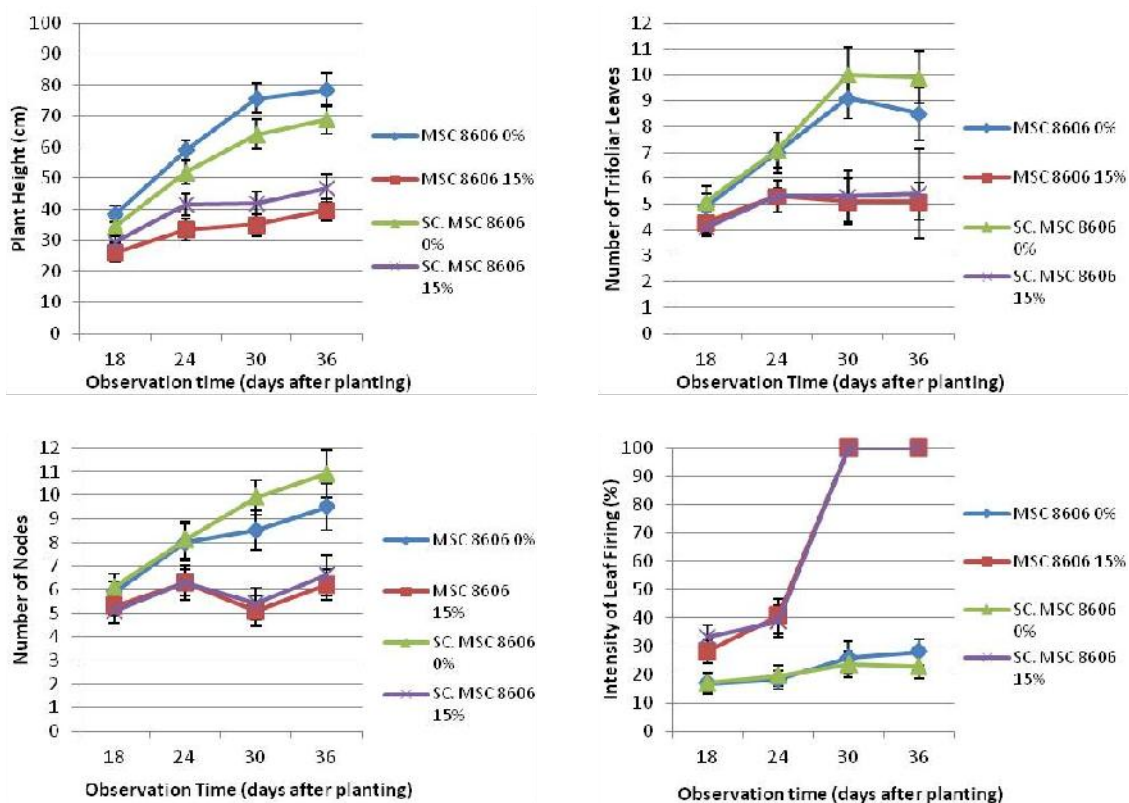 100
90
80
70
60
50
40
30
20
10
0
Plant Height (cm)
18 24 30 36
Observation time (days after planting)
MSC 8606 0%
MSC 8606 15%
SC. MSC 8606
0%
SC. MSC 8606
15%
12
11
10
9
8
7
6
5
4
3
2
1
0
Number of Trifoliar Leaves
18 24 30 36
Observation Time (days after planting)
MSC 8606 0%
MSC 8606 15%
SC. MSC 8606
0%
SC. MSC 8606
15%
12
11
10
9
8
7
6
5
4
3
2
1
0
Number of Nodes
18 24 30 36
Observation Time (days after planting)
MSC 8606 0%
MSC 8606
15%
SC. MSC 8606
0%
SC. MSC 8606
15%
100
90
80
70
60
50
40
30
20
10
0
Intensity of Leaf Firing (%)
18 24 30 36
Observation time (days after planting)
MSC 8606 0%
MSC 8606 15%
SC. MSC 8606
0%
SC. MSC 8606
15%